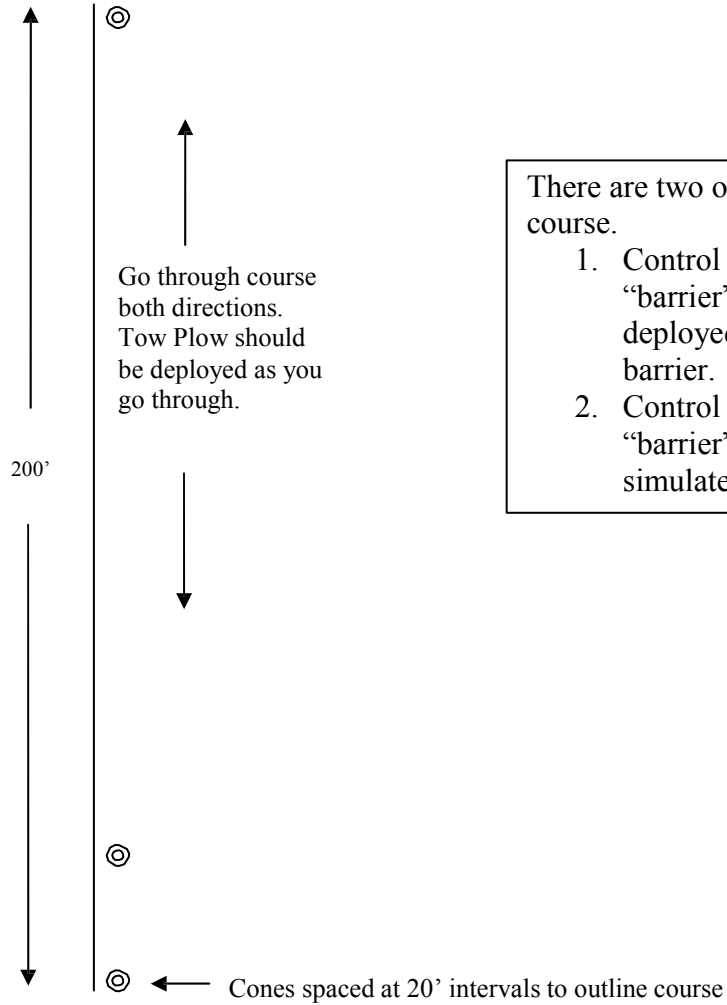 There are two o
course.
1. Control
“barrier”
deployed
barrier.
2. Control
“barrier”
simulate
Go through course
both directions.
Tow Plow should
be deployed as you
go through.
200’
Cones spaced at 20’ intervals to outline course